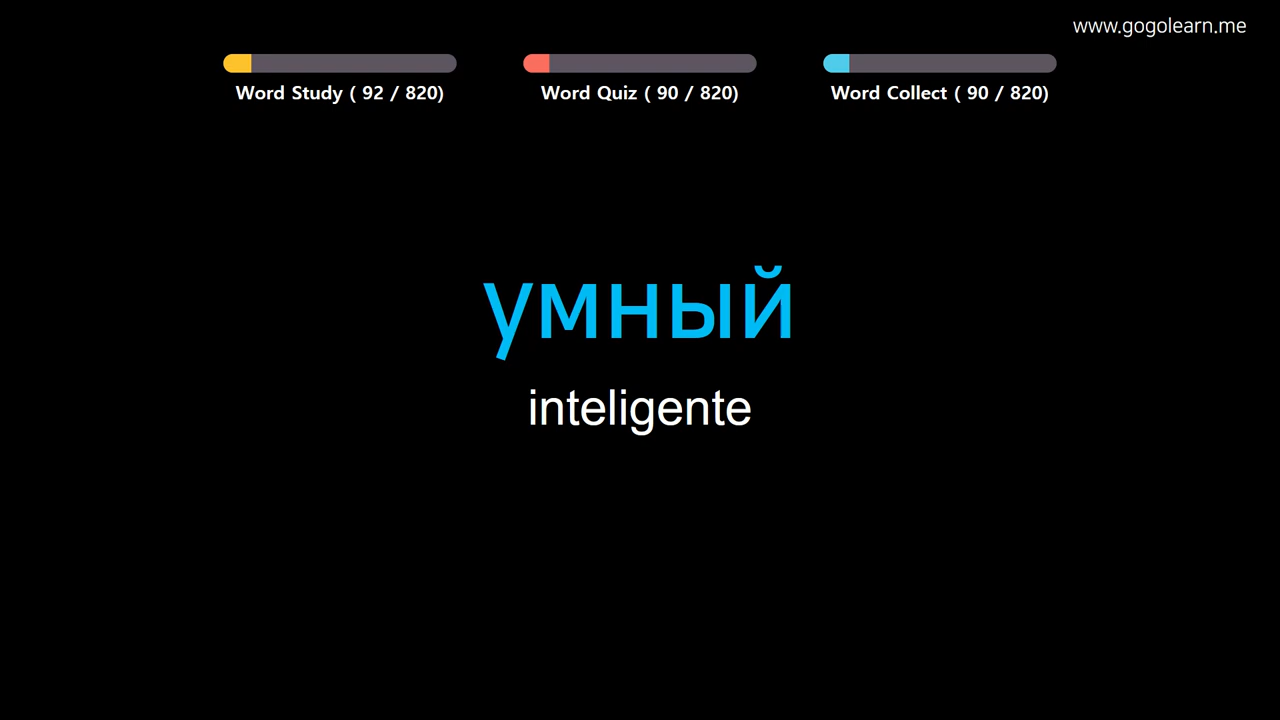 www.gogolearn.me
Word Study ( 92 / 820)
Word Quiz ( 90 / 820)
Word Collect ( 90 / 820)
умный
inteligente